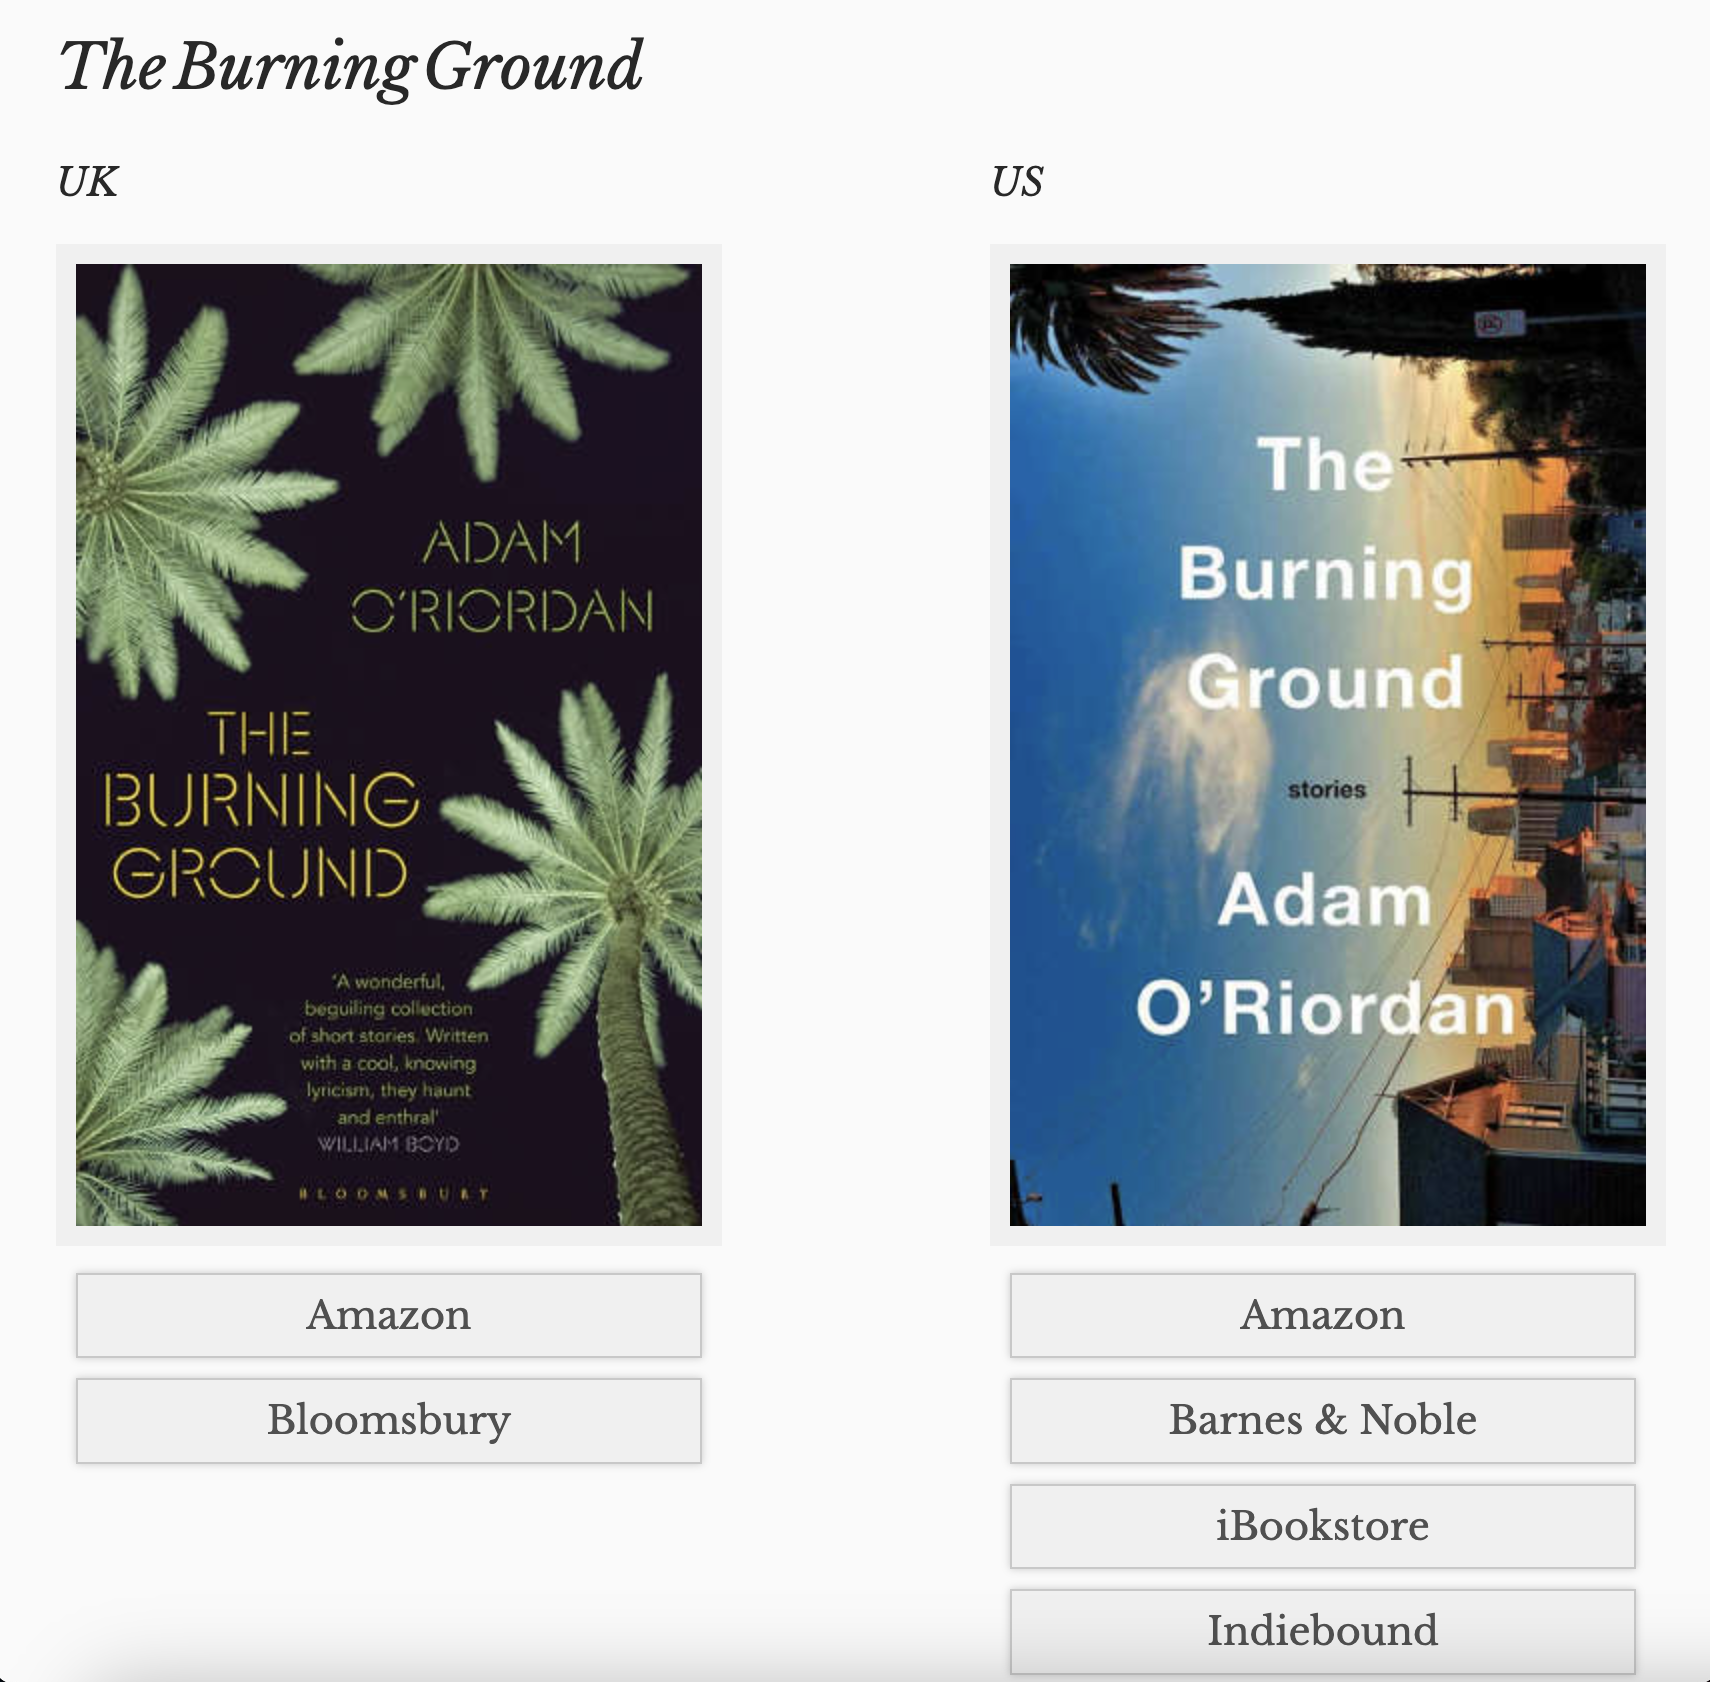 The Burning Ground
UK
ADAM
O'RIORDAN
THE
BURNING
GROUND
'A wonderful,
beguiling collection
of short stories. Written
with a cool, knowing
lyricism, they haunt
and enthral'
WILLIAM BOYD
BLOOMSBURY
Amazon
Bloomsbury
US
The
Burning
Ground
stories
Adam
O'Riordan
Amazon
Barnes & Noble
iBookstore
Indiebound